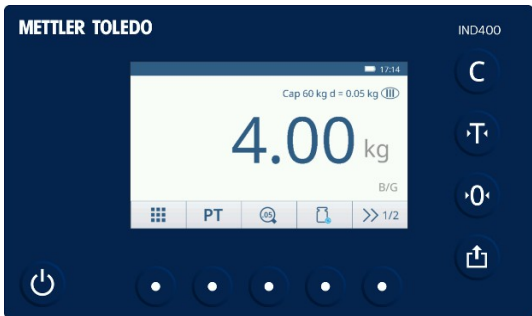 METTLER TOLEDO
IND400
17:14
Cap 60 kg d = 0.05 kg III
4.00 kg
B/G
PT
.05
1/2
C
T
0